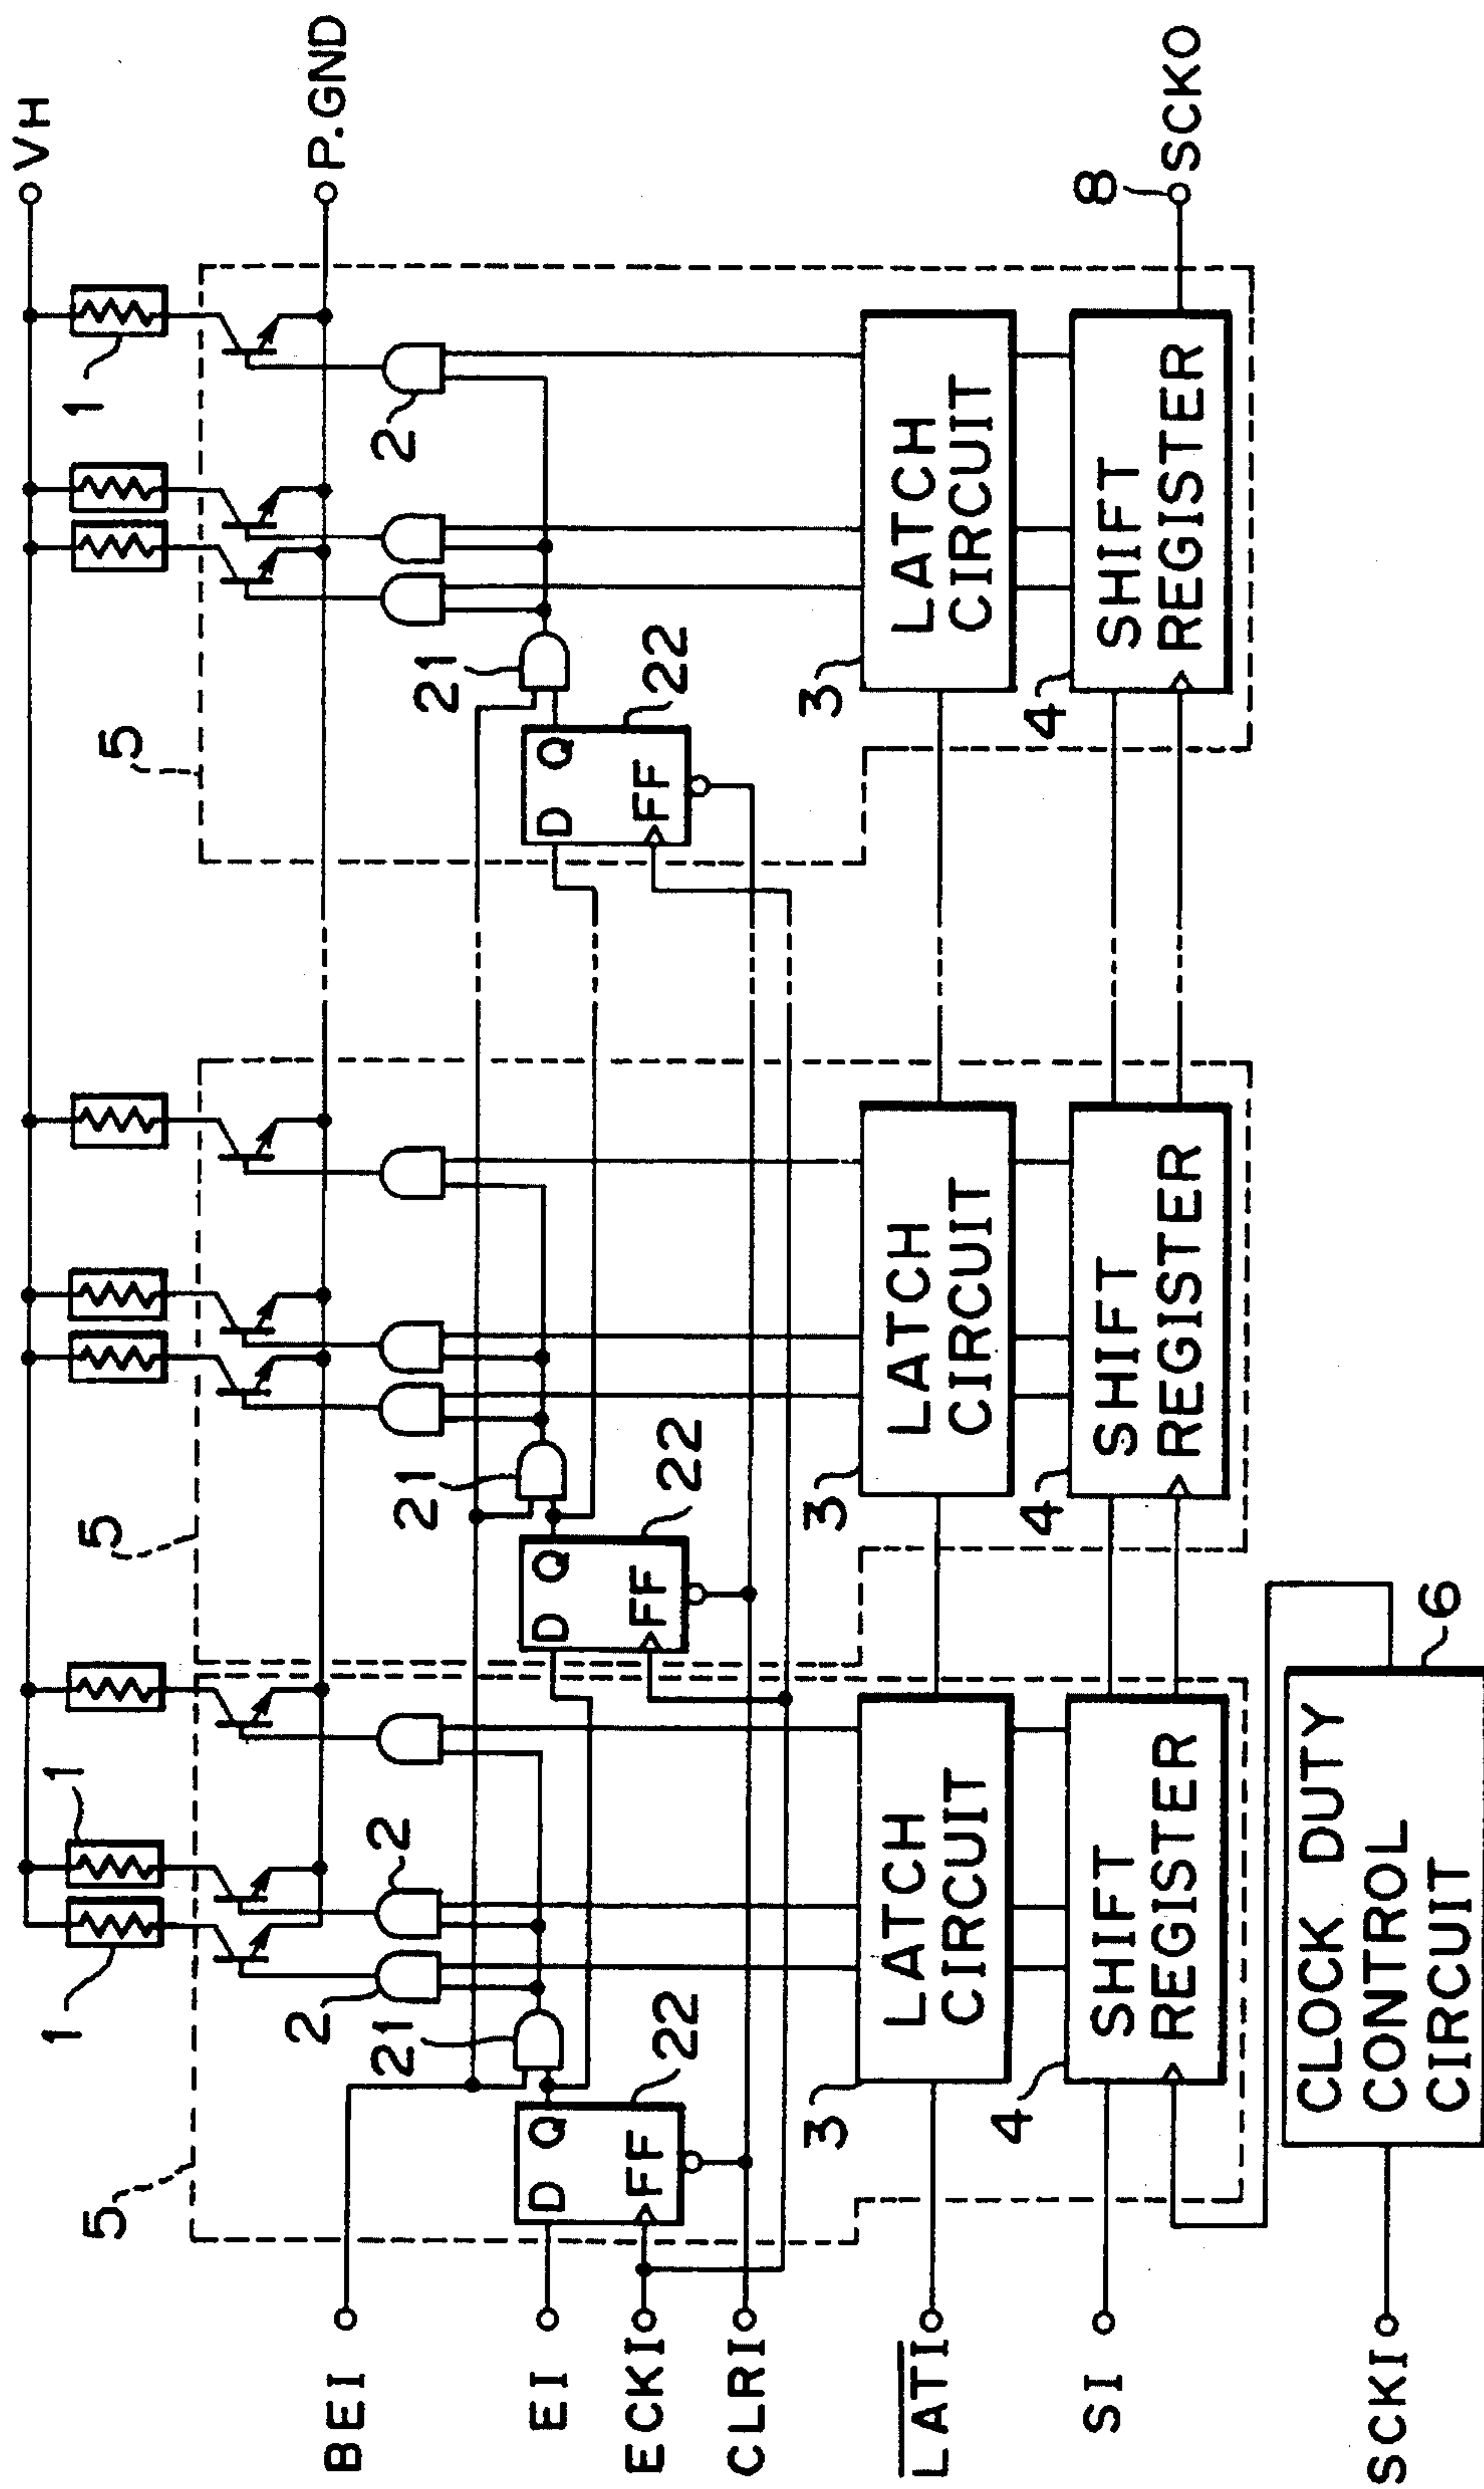 VH
P.GND
1
1
1
5
5
5
2
2
2
21
21
21
D Q
FF
22
D Q
FF
22
D Q
FF
22
BEI
EI
ECKI
CLRI
LATI
SI
SCKI
3
LATCH
CIRCUIT
3
LATCH
CIRCUIT
3
LATCH
CIRCUIT
4
SHIFT
REGISTER
4
SHIFT
REGISTER
4
SHIFT
REGISTER
8
SCKO
CLOCK DUTY
CONTROL
CIRCUIT
6